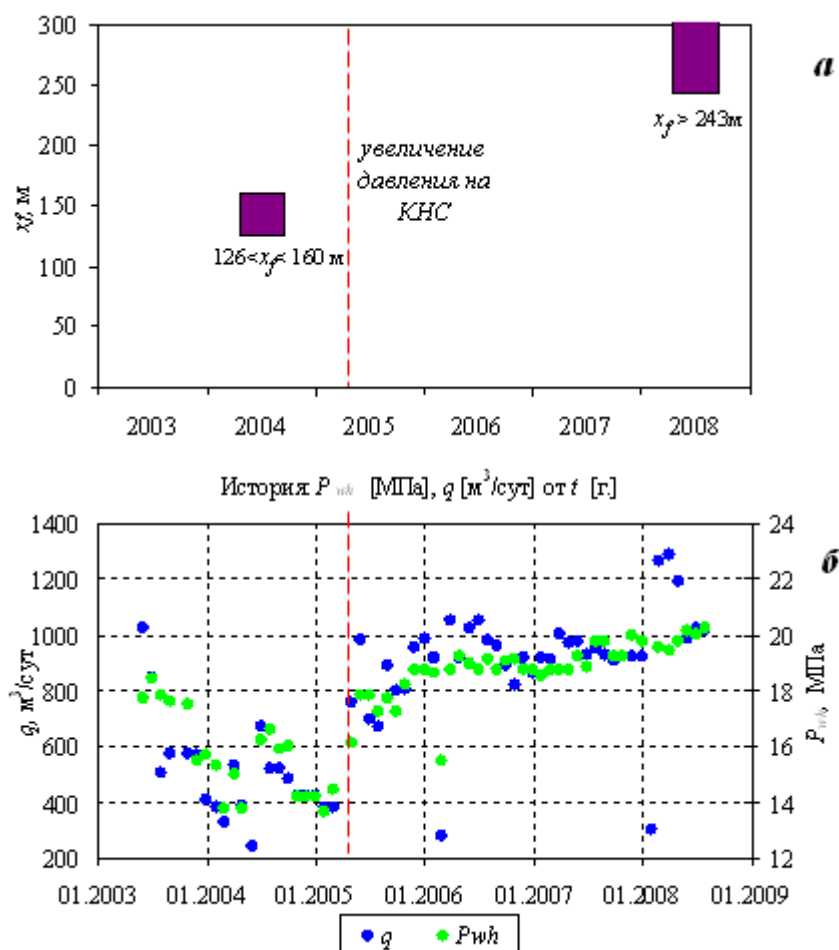 а
300
250
200
150
100
50
0
xf, м
xf > 243м
увеличение
давления на
КНС
126<xf< 160 м
2003 2004 2005 2006 2007 2008
История P wh [МПа], q [м³/сут] от t [г.]
б
1400
1200
1000
800
600
400
200
q, м³/сут
24
22
20
18
16
14
12
Pwh, МПа
01.2003 01.2004 01.2005 01.2006 01.2007 01.2008 01.2009
q Pwh